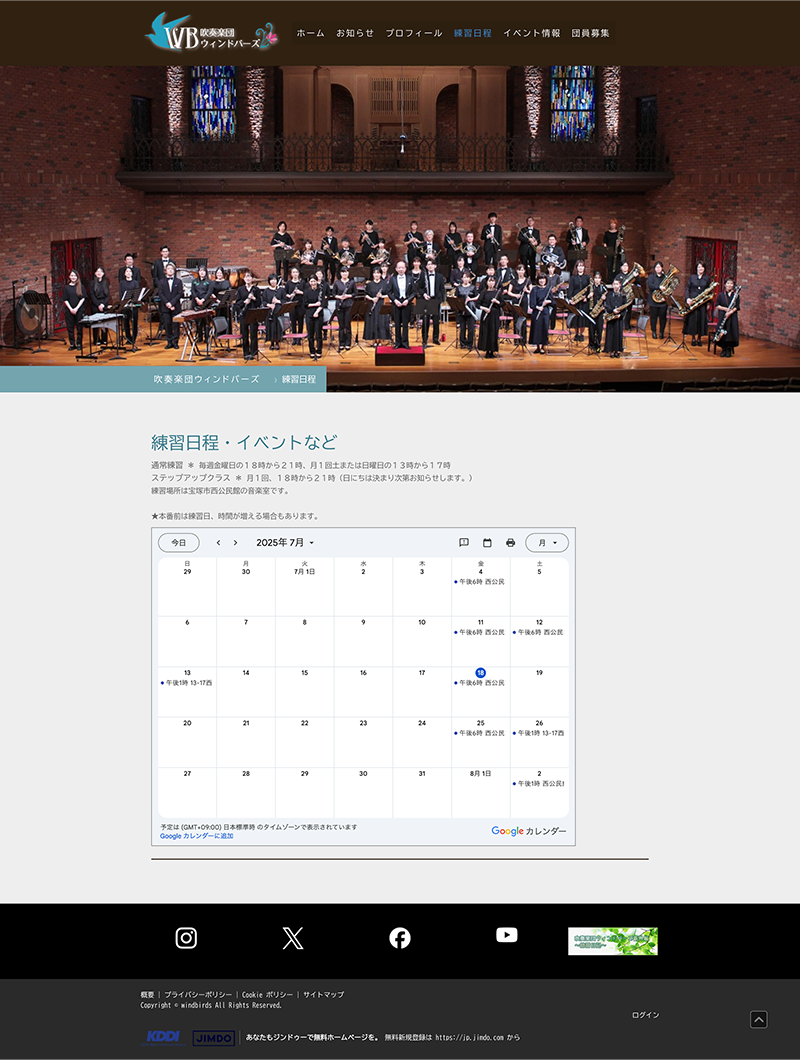 WB 吹奏楽団
ウィンドバーズ
ホーム お知らせ プロフィール 練習日程 イベント情報 団員募集
吹奏楽団ウィンドバーズ › 練習日程
練習日程・イベントなど
通常練習 ＊ 毎週金曜日の１８時から２１時、月１回土または日曜日の１３時から１７時
ステップアップクラス ＊ 月１回、１８時から２１時（日にちは決まり次第お知らせします。）
練習場所は宝塚市西公民館の音楽室です。
★本番前は練習日、時間が増える場合もあります。
今日 2025年 7月 月
日 月 火 水 木 金 土
29 30 7月 1日 2 3 4 5
午後6時 西公民
6 7 8 9 10 11 12
午後6時 西公民 午後6時 西公民
13 14 15 16 17 18 19
午後1時 13-17西 午後6時 西公民
20 21 22 23 24 25 26
午後6時 西公民 午後1時 13-17西
27 28 29 30 31 8月 1日 2
午後1時 西公民
予定は (GMT+09:00) 日本標準時 のタイムゾーンで表示されています
Google カレンダーに追加
Google カレンダー
概要 | プライバシーポリシー | Cookie ポリシー | サイトマップ
Copyright © windbirds All Rights Reserved.
ログイン
KDDI JIMDO あなたもジンドゥーで無料ホームページを。 無料新規登録は https://jp.jimdo.com から